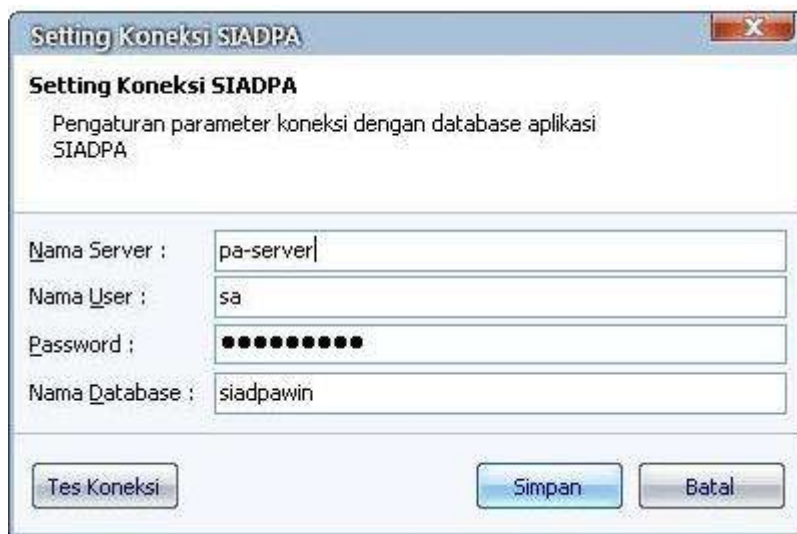 Setting Koneksi SIADPA
X
Setting Koneksi SIADPA
Pengaturan parameter koneksi dengan database aplikasi
SIADPA
Nama Server : pa-server
Nama User : sa
Password : ●●●●●●●●●
Nama Database : siadpawin
Tes Koneksi Simpan Batal